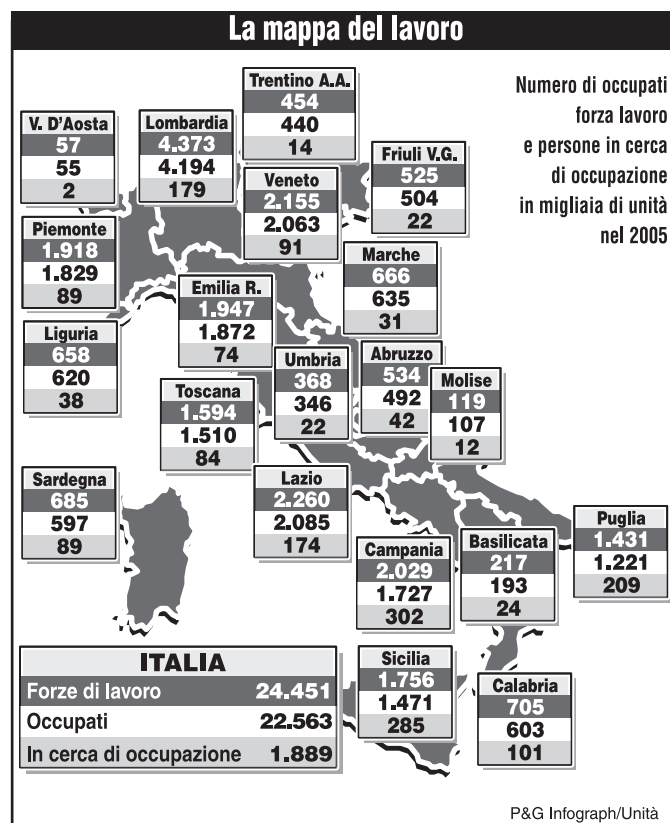 La mappa del lavoro
Numero di occupati
forza lavoro
e persone in cerca
di occupazione
in migliaia di unità
nel 2005
Trentino A.A.
454
440
14
V. D'Aosta
57
55
2
Lombardia
4.373
4.194
179
Friuli V.G.
525
504
22
Veneto
2.155
2.063
91
Piemonte
1.918
1.829
89
Marche
666
635
31
Emilia R.
1.947
1.872
74
Liguria
658
620
38
Umbria
368
346
22
Abruzzo
534
492
42
Molise
119
107
12
Toscana
1.594
1.510
84
Sardegna
685
597
89
Lazio
2.260
2.085
174
Campania
2.029
1.727
302
Basilicata
217
193
24
Puglia
1.431
1.221
209
Sicilia
1.756
1.471
285
Calabria
705
603
101
ITALIA
Forze di lavoro 24.451
Occupati 22.563
In cerca di occupazione 1.889
P&G Infograph/Unità